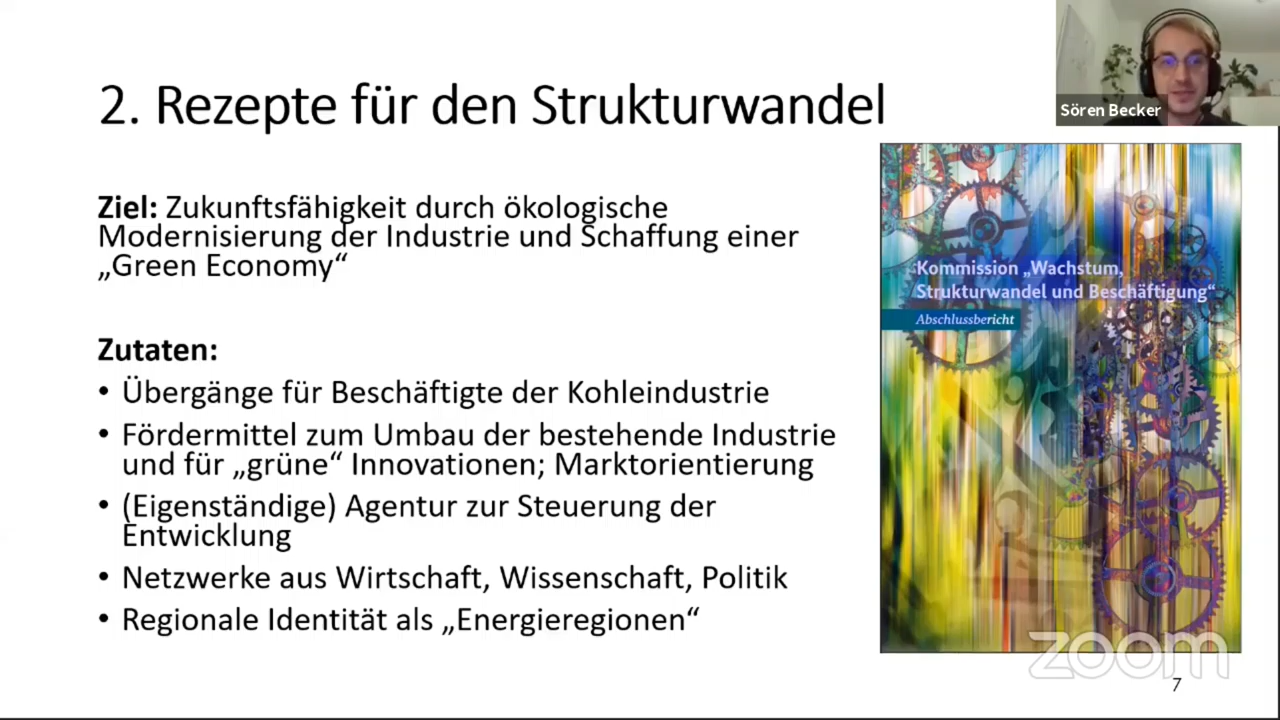 2. Rezepte für den Strukturwandel
Sören Becker
Ziel: Zukunftsfähigkeit durch ökologische
Modernisierung der Industrie und Schaffung einer
„Green Economy“
Zutaten:
• Übergänge für Beschäftigte der Kohleindustrie
• Fördermittel zum Umbau der bestehende Industrie
und für „grüne“ Innovationen; Marktorientierung
• (Eigenständige) Agentur zur Steuerung der
Entwicklung
• Netzwerke aus Wirtschaft, Wissenschaft, Politik
• Regionale Identität als „Energieregionen“
Kommission „Wachstum,
Strukturwandel und Beschäftigung“
Abschlussbericht
zoom
7